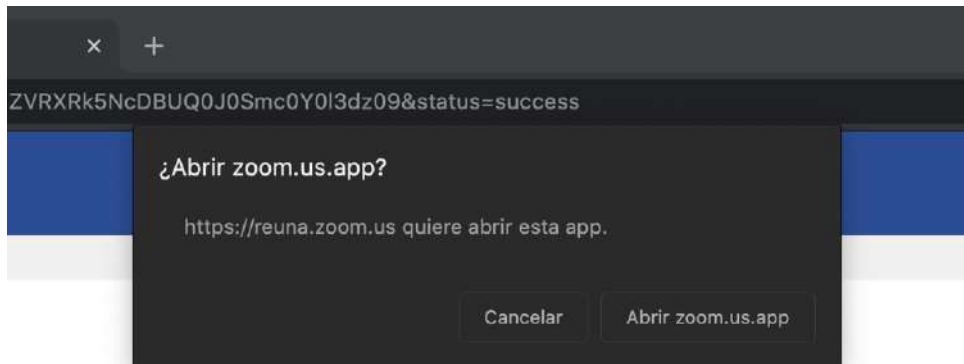 × +
ZVRXRk5NcDBUQ0J0Smc0Y0l3dz09&status=success
¿Abrir zoom.us.app?
https://reuna.zoom.us quiere abrir esta app.
Cancelar Abrir zoom.us.app